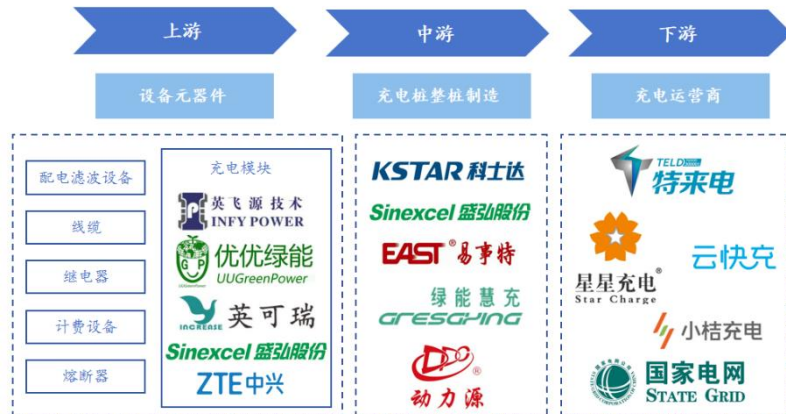 上游
中游
下游
设备元器件
充电桩整桩制造
充电运营商
配电滤波设备
线缆
继电器
计费设备
熔断器
充电模块
英飞源技术
INFY POWER
优优绿能
UUGreenPower
INCREASE 英可瑞
Sinexcel 盛弘股份
ZTE中兴
KSTAR 科士达
Sinexcel 盛弘股份
EAST®易事特
绿能慧充
GRESGYING
®
动力源
TELD
特来电
星星充电®
Star Charge
云快充
小桔充电
国家电网
STATE GRID